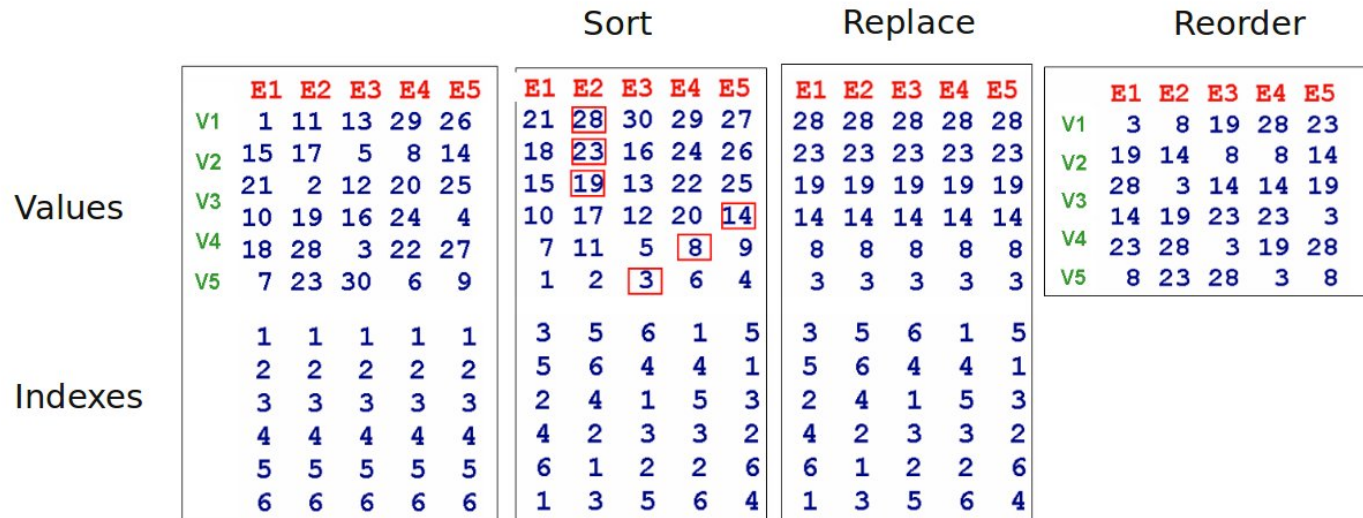 Sort Replace Reorder
E1 E2 E3 E4 E5 E1 E2 E3 E4 E5 E1 E2 E3 E4 E5 E1 E2 E3 E4 E5
V1 1 11 13 29 26 21 28 30 29 27 28 28 28 28 28 V1 3 8 19 28 23
V2 15 17 5 8 14 18 23 16 24 26 23 23 23 23 23 V2 19 14 8 8 14
Values V3 21 2 12 20 25 15 19 13 22 25 19 19 19 19 19 V3 28 3 14 14 19
10 19 16 24 4 10 17 12 20 14 14 14 14 14 14 14 19 23 23 3
V4 18 28 3 22 27 7 11 5 8 9 8 8 8 8 8 V4 23 28 3 19 28
V5 7 23 30 6 9 1 2 3 6 4 3 3 3 3 3 V5 8 23 28 3 8
1 1 1 1 1 3 5 6 1 5 3 5 6 1 5
2 2 2 2 2 5 6 4 4 1 5 6 4 4 1
Indexes 3 3 3 3 3 2 4 1 5 3 2 4 1 5 3
4 4 4 4 4 4 2 3 3 2 4 2 3 3 2
5 5 5 5 5 6 1 2 2 6 6 1 2 2 6
6 6 6 6 6 1 3 5 6 4 1 3 5 6 4